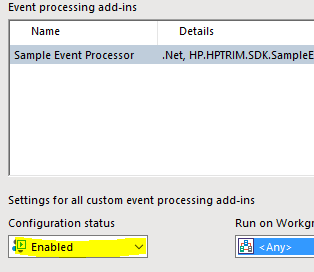 Event processing add-ins
Name Details
Sample Event Processor .Net, HP.HPTRIM.SDK.SampleE
Settings for all custom event processing add-ins
Configuration status Run on Workgr
Enabled <Any>